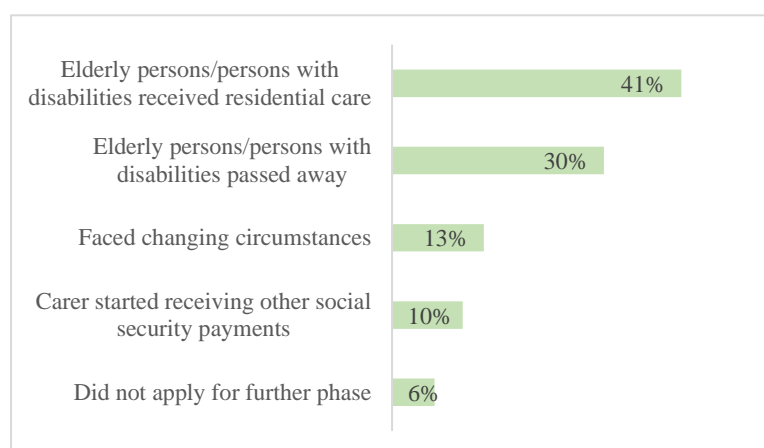 Elderly persons/persons with
disabilities received residential care
41%
Elderly persons/persons with
disabilities passed away
30%
Faced changing circumstances
13%
Carer started receiving other social
security payments
10%
Did not apply for further phase
6%